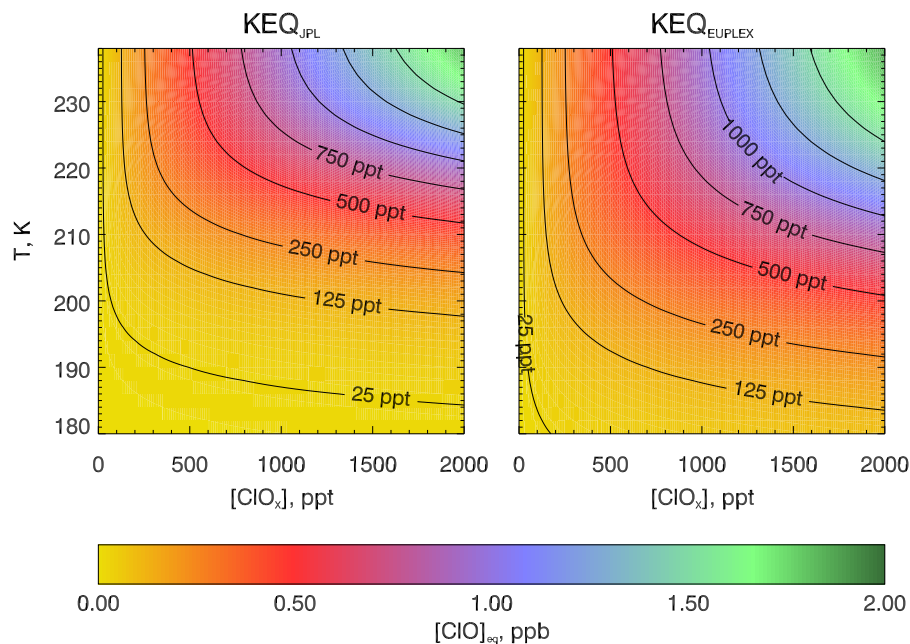 KEQJPL
KEQEUPLEX
T, K
230
220
210
200
190
180
750 ppt
500 ppt
250 ppt
125 ppt
25 ppt
1000 ppt
750 ppt
500 ppt
250 ppt
125 ppt
25 ppt
0 500 1000 1500 2000
0 500 1000 1500 2000
[ClOx], ppt
[ClOx], ppt
0.00 0.50 1.00 1.50 2.00
[ClO]eq, ppb